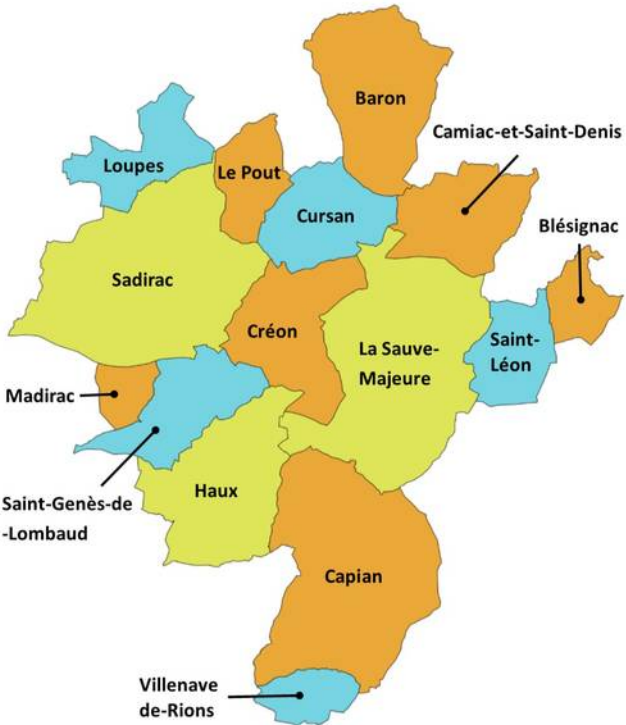 Baron
Camiac-et-Saint-Denis
Loupes
Le Pout
Cursan
Blésignac
Sadirac
Créon
La Sauve-
Majeure
Saint-
Léon
Madirac
Saint-Genès-de
-Lombaud
Haux
Capian
Villenave
de-Rions